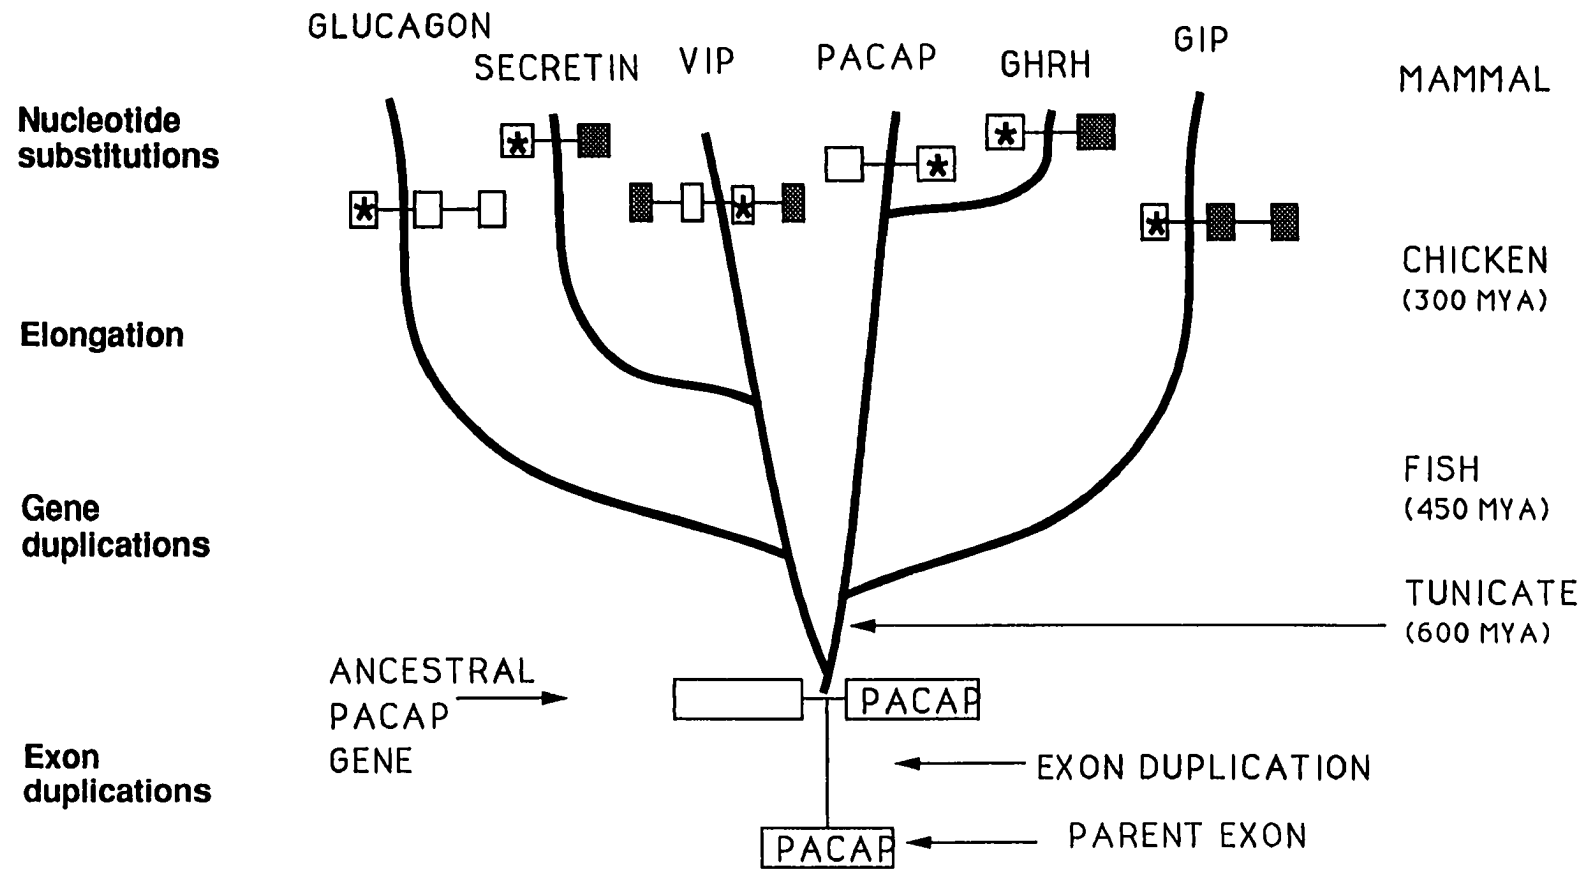 GLUCAGON
SECRETIN
VIP
PACAP
GHRH
GIP
MAMMAL
Nucleotide
substitutions
*
*
*
*
*
*
CHICKEN
(300 MYA)
Elongation
FISH
(450 MYA)
Gene
duplications
TUNICATE
(600 MYA)
ANCESTRAL
PACAP
GENE
PACAP
Exon
duplications
EXON DUPLICATION
PARENT EXON
PACAP